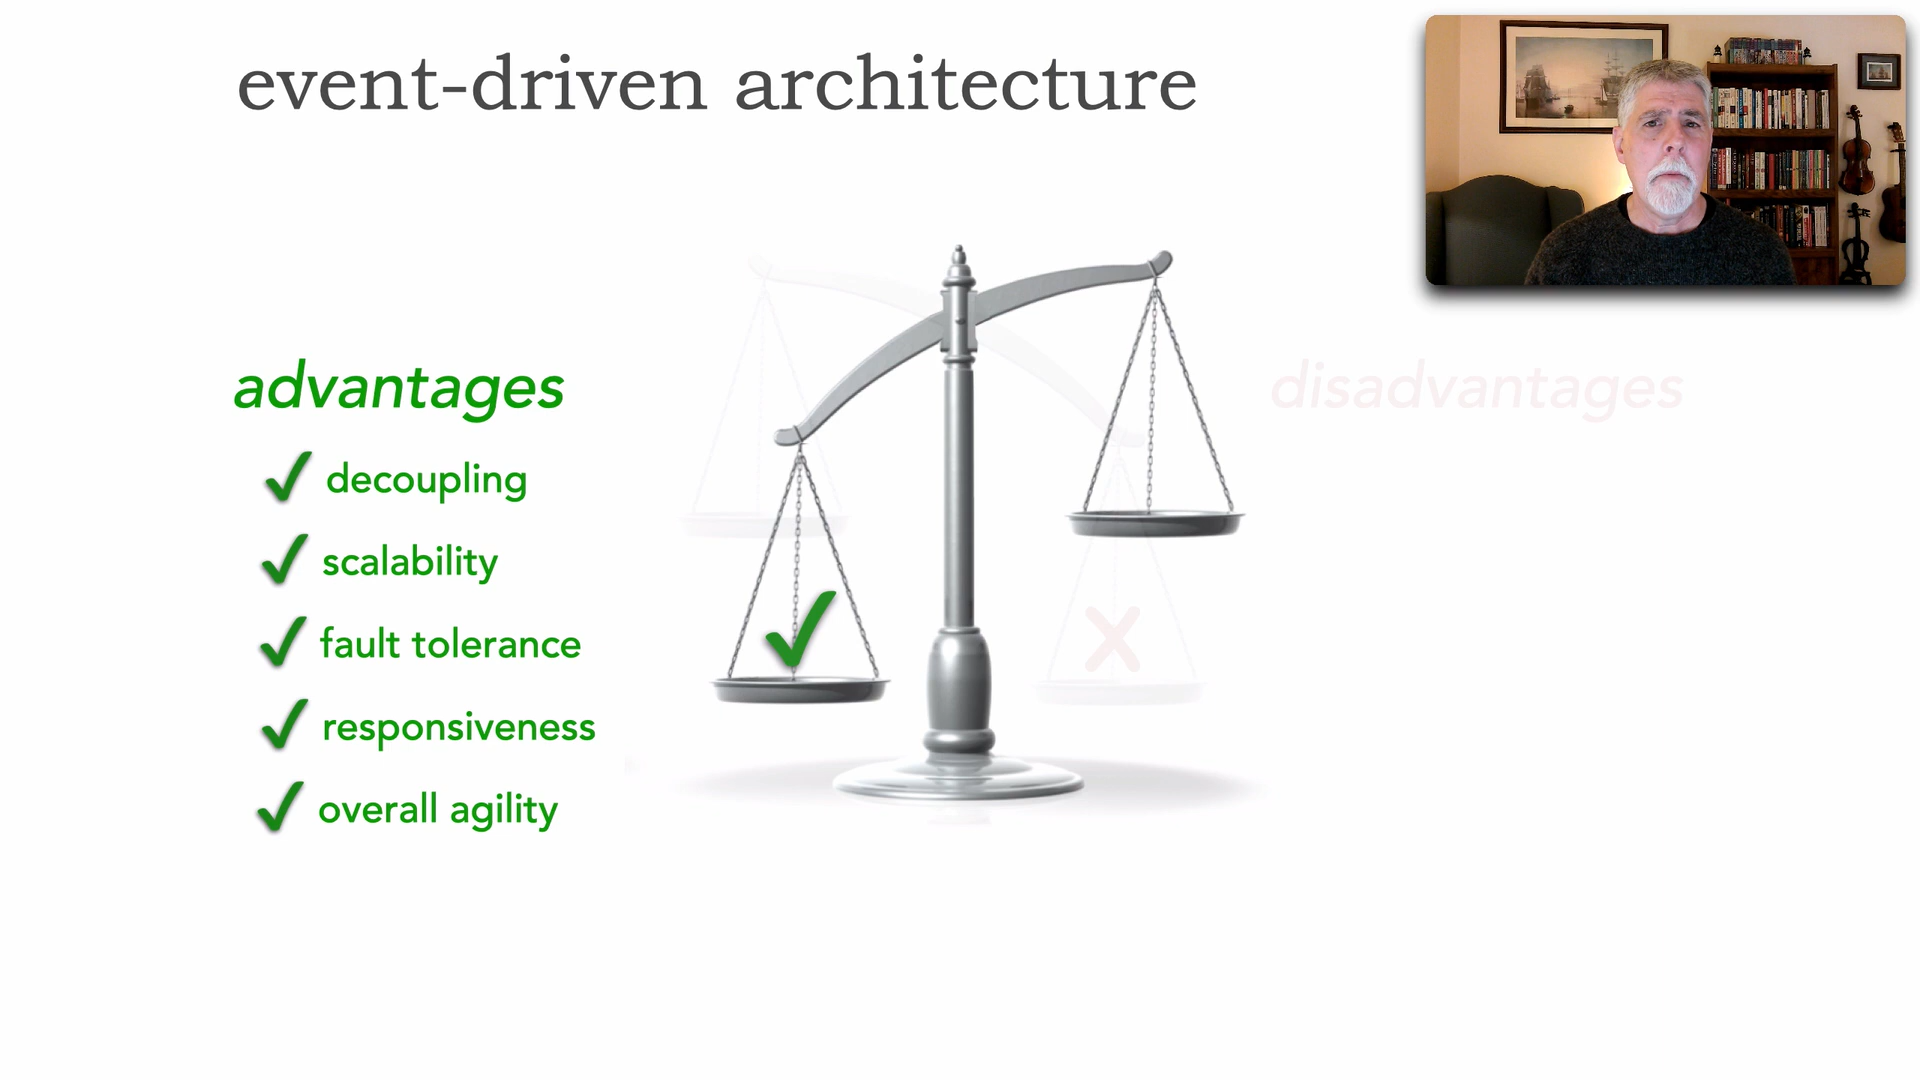 event-driven architecture
advantages
disadvantages
decoupling
scalability
fault tolerance
responsiveness
overall agility